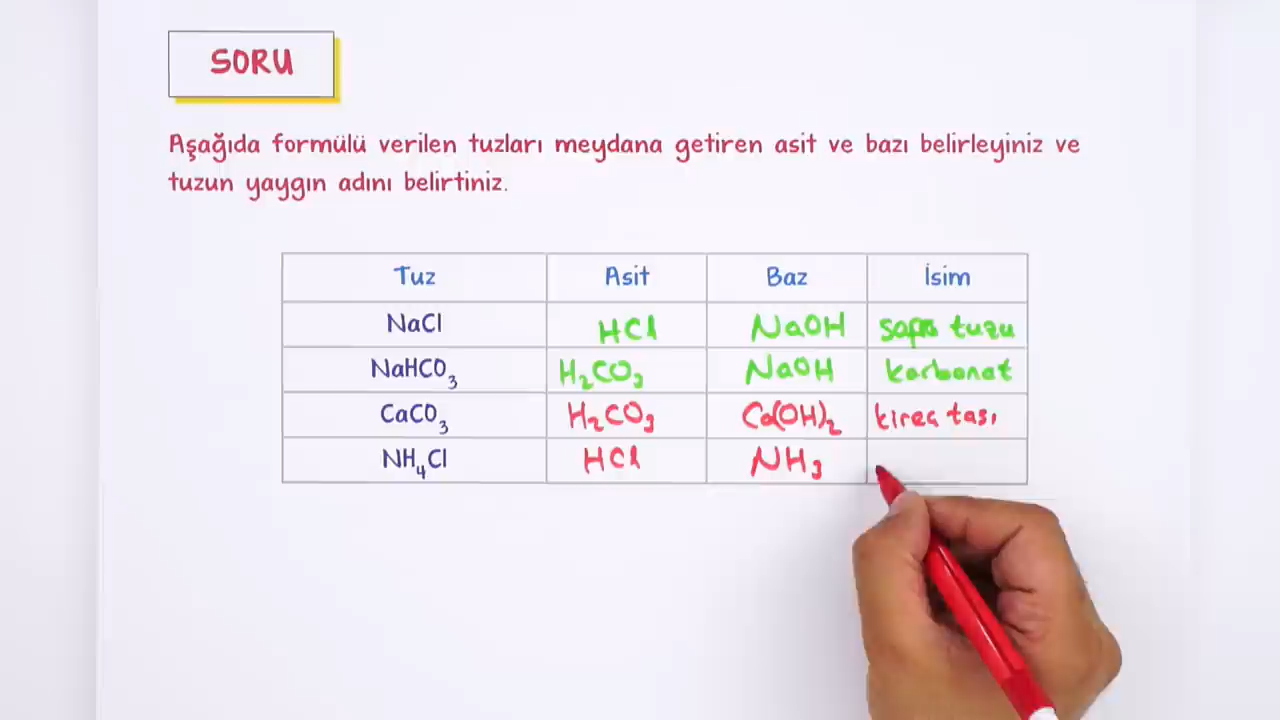 SORU
Aşağıda formülü verilen tuzları meydana getiren asit ve bazı belirleyiniz ve
tuzun yaygın adını belirtiniz.
Tuz Asit Baz İsim
NaCl HCl NaOH tuzu
NaHCO₃ H₂CO₃ NaOH karbonat
CaCO₃ H₂CO₃ Ca(OH)₂ kireç taşı
NH₄Cl HCl NH₃